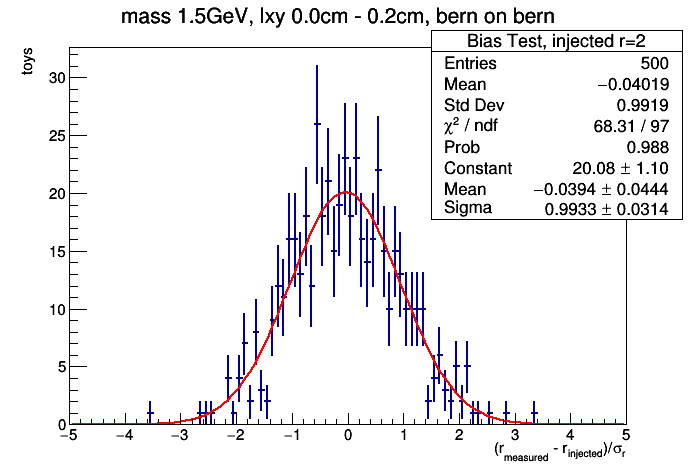 mass 1.5GeV, lxy 0.0cm - 0.2cm, bern on bern
Bias Test, injected r=2
Entries 500
Mean −0.04019
Std Dev 0.9919
χ² / ndf 68.31 / 97
Prob 0.988
Constant 20.08 ± 1.10
Mean −0.0394 ± 0.0444
Sigma 0.9933 ± 0.0314
toys
30
25
20
15
10
5
0
−5 −4 −3 −2 −1 0 1 2 3 4 5
(r_measured - r_injected)/σ_r